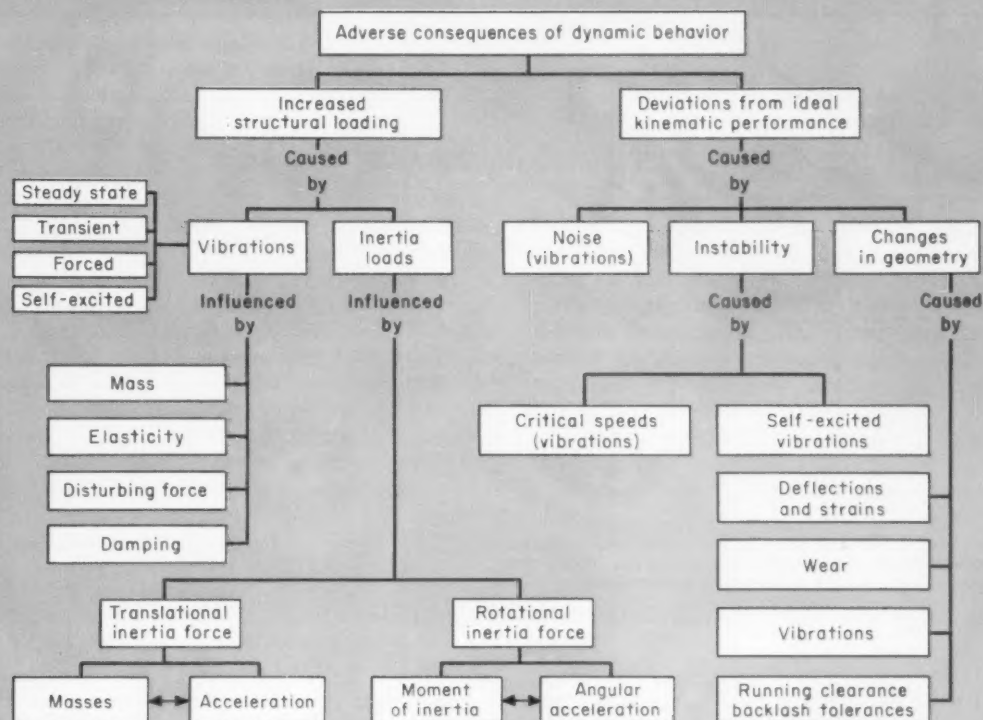 Adverse consequences of dynamic behavior
Increased
structural loading
Deviations from ideal
kinematic performance
Caused
by
Caused
by
Steady state
Transient
Forced
Self-excited
Vibrations
Inertia
loads
Noise
(vibrations)
Instability
Changes
in geometry
Influenced
by
Influenced
by
Caused
by
Caused
by
Mass
Elasticity
Disturbing force
Damping
Critical speeds
(vibrations)
Self-excited
vibrations
Deflections
and strains
Wear
Vibrations
Running clearance
backlash tolerances
Translational
inertia force
Rotational
inertia force
Masses
Acceleration
Moment
of inertia
Angular
acceleration